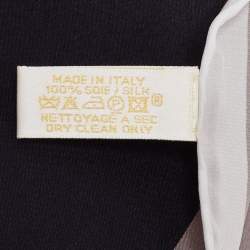 MADE IN ITALY
100% SOIE / SILK
NETTOYAGE A SEC
DRY CLEAN ONLY